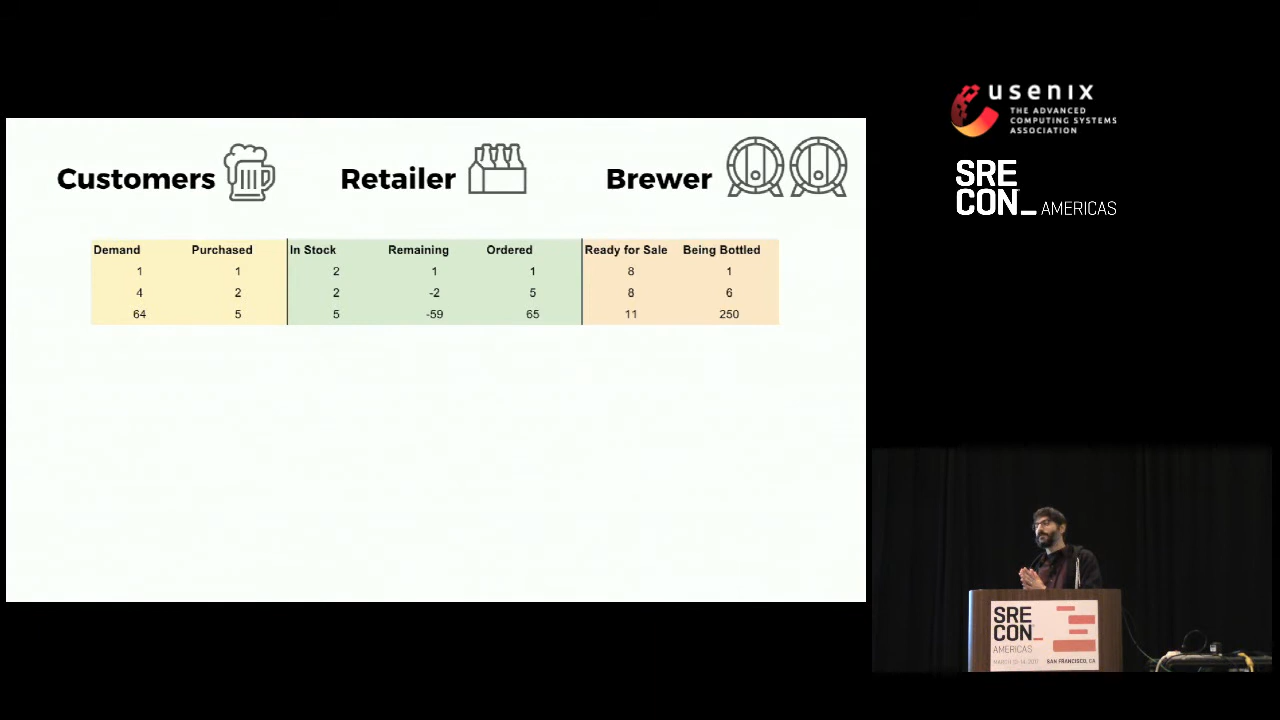 usenix
THE ADVANCED
COMPUTING SYSTEMS
ASSOCIATION
SRE
CON_ AMERICAS
Customers Retailer Brewer
Demand Purchased In Stock Remaining Ordered Ready for Sale Being Bottled
1 1 2 1 1 8 1
4 2 2 -2 5 8 6
64 5 5 -59 65 11 250
SRE
CON_
AMERICAS
SAN FRANCISCO, CA